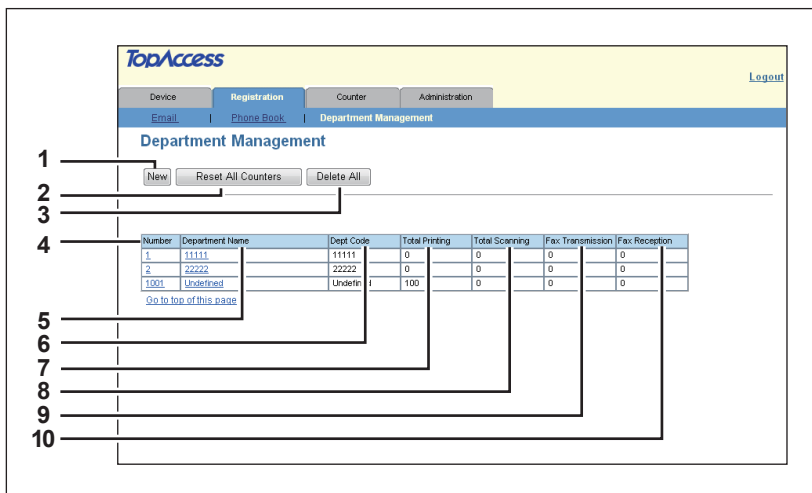 TopAccess
Logout
Device Registration Counter Administration
Email | Phone Book | Department Management
Department Management
1
New Reset All Counters Delete All
2
3
4
Number Department Name Dept Code Total Printing Total Scanning Fax Transmission Fax Reception
1 11111 11111 0 0 0 0
2 22222 22222 0 0 0 0
1001 Undefined Undefined 100 0 0 0
Go to top of this page
5
6
7
8
9
10